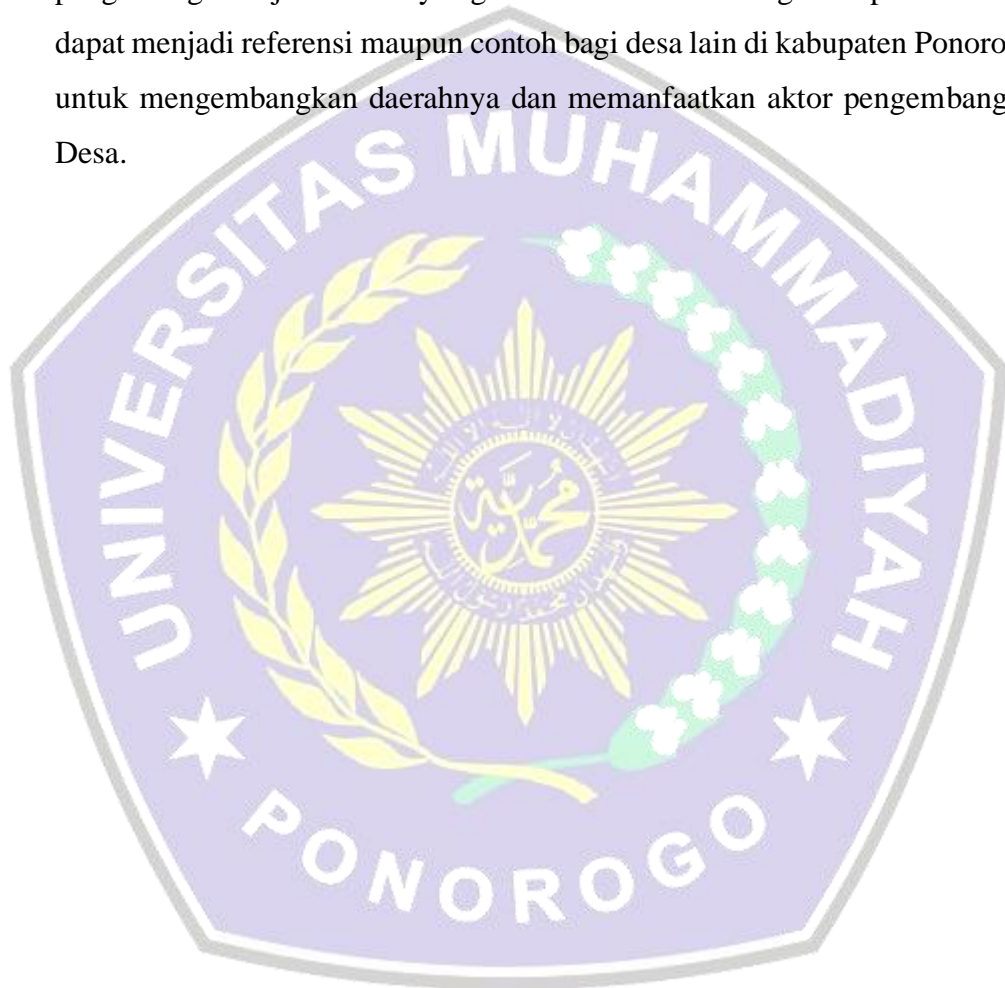 dapat menjadi referensi maupun contoh bagi desa lain di kabupaten Ponoro
untuk mengembangkan daerahnya dan memanfaatkan aktor pengembang
Desa.
UNIVERSITAS MUHAMMADIYAH
PONOROGO
محمدية